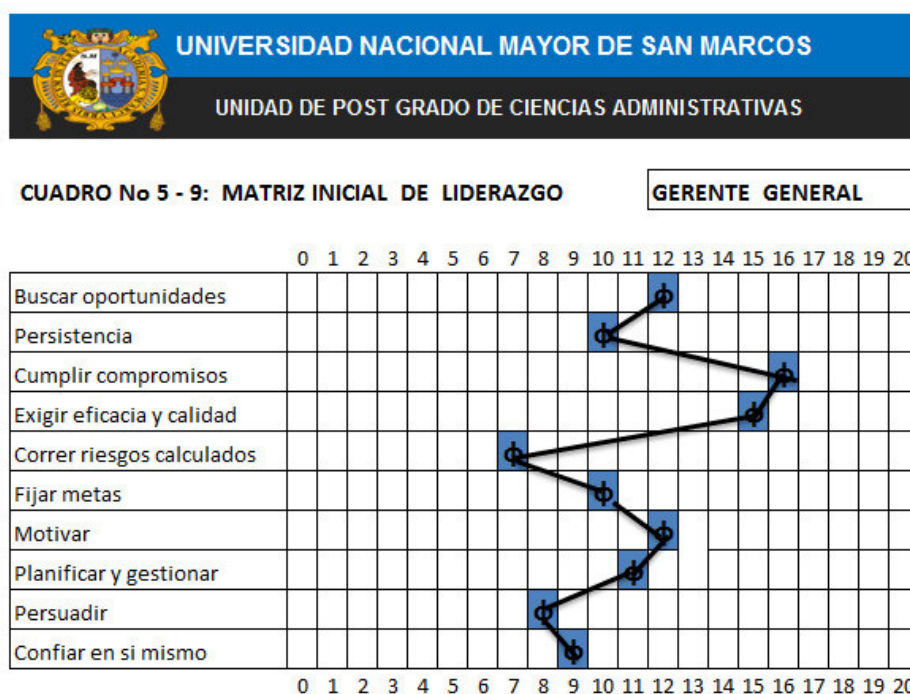 UNIVERSIDAD NACIONAL MAYOR DE SAN MARCOS
UNIDAD DE POST GRADO DE CIENCIAS ADMINISTRATIVAS
CUADRO No 5 - 9: MATRIZ INICIAL DE LIDERAZGO GERENTE GENERAL
0 1 2 3 4 5 6 7 8 9 10 11 12 13 14 15 16 17 18 19 20
Buscar oportunidades ф
Persistencia ф
Cumplir compromisos ф
Exigir eficacia y calidad ф
Correr riesgos calculados ф
Fijar metas ф
Motivar ф
Planificar y gestionar ф
Persuadir ф
Confiar en si mismo ф
0 1 2 3 4 5 6 7 8 9 10 11 12 13 14 15 16 17 18 19 20